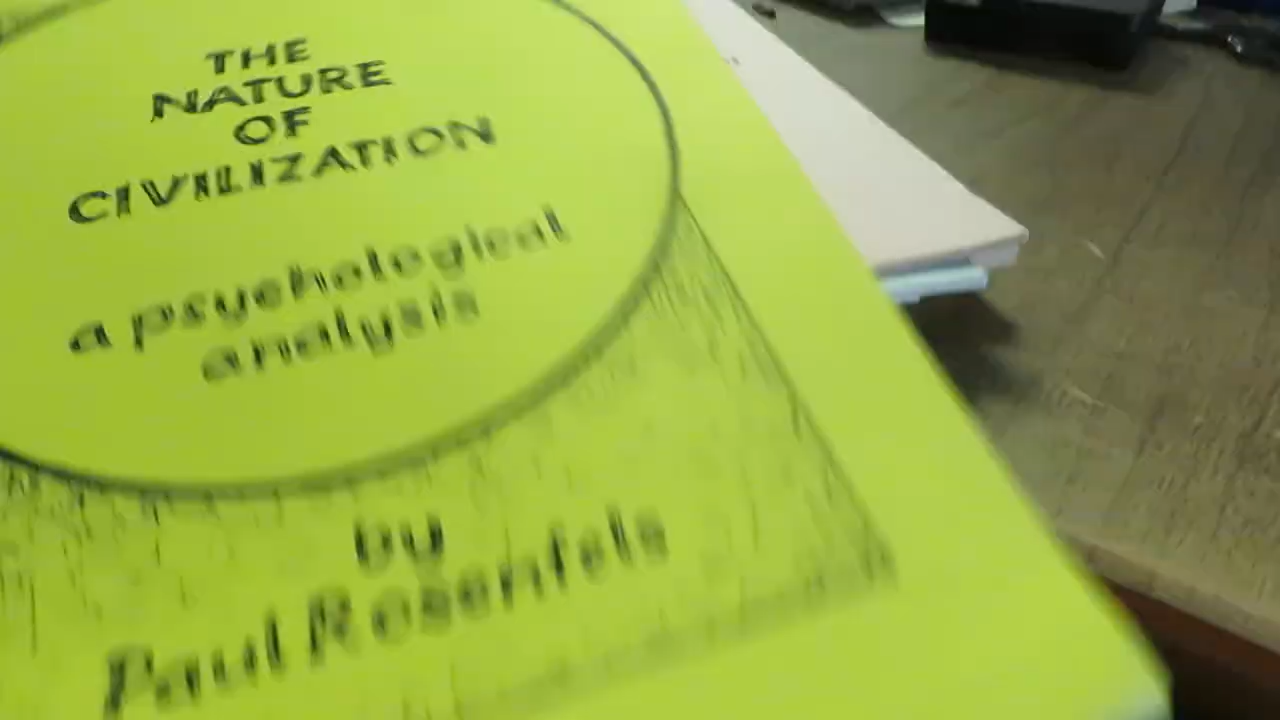 THE
NATURE
OF
CIVILIZATION
a psychological
analysis
by
Paul Rosenfels